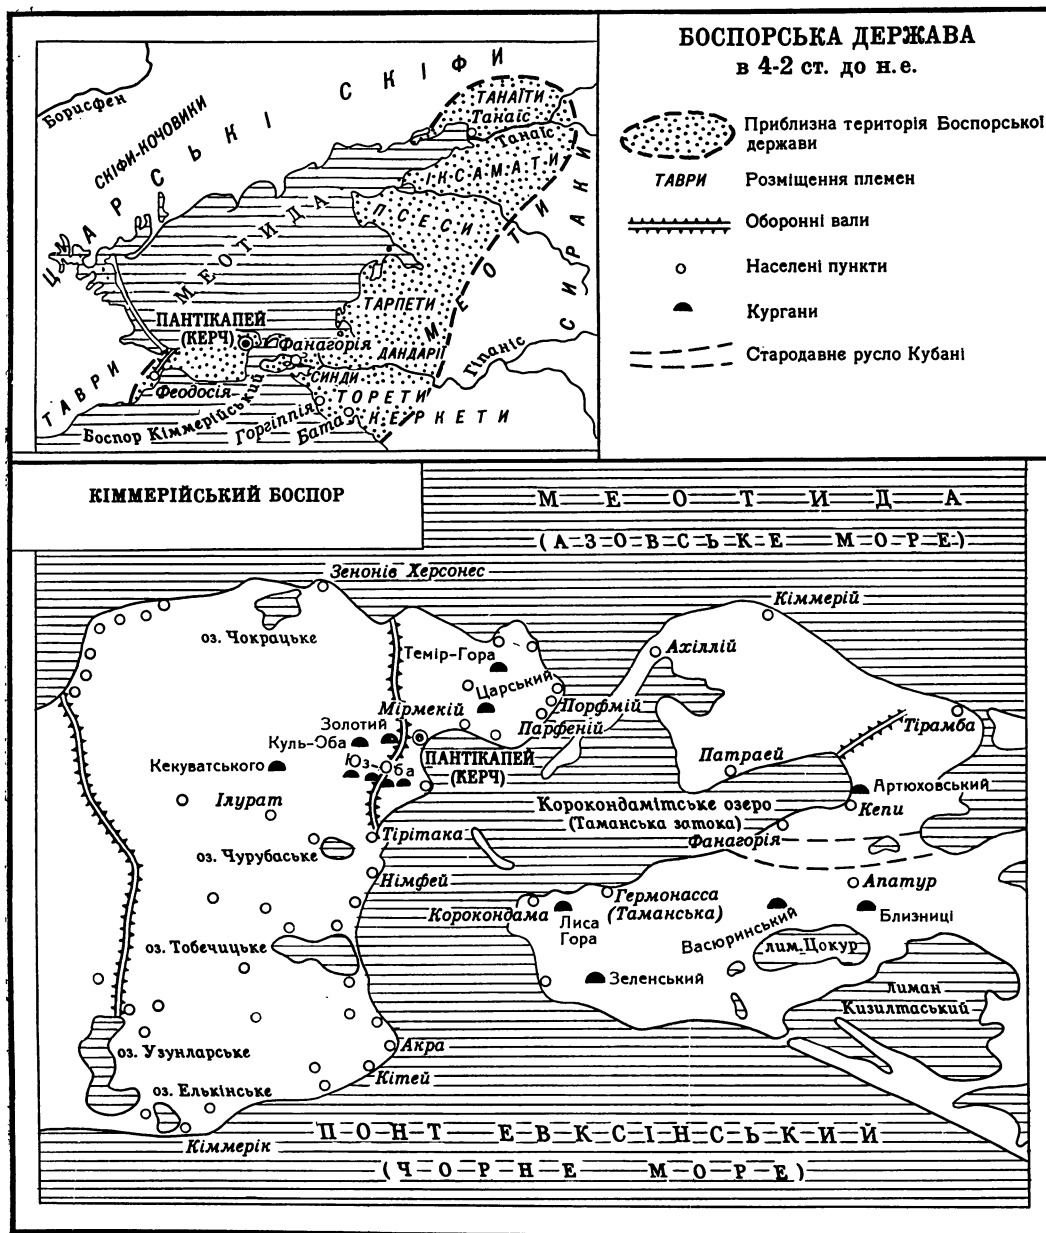 БОСПОРСЬКА ДЕРЖАВА
в 4-2 ст. до н.е.
Приблизна територія Боспорської
держави
ТАВРИ
Розміщення племен
Оборонні вали
Населені пункти
Кургани
Стародавне русло Кубані
Борисфен
СКІФИ-КОЧОВИКИ
ЦАРСЬКІ СКІФИ
ТАНАЇТИ
Танаїс
Танаїс
ІКСАМАТИ
ПСЕСИ
МЕОТИДА
МЕОТИ
СИРАКИ
ТАРПЕТИ
ПАНТІКАПЕЙ
(КЕРЧ)
Фанагорія
ДАНДАРІЇ
Гіпаніс
СИНДИ
ТАВРИ
Феодосія
ТОРЕТИ
КЕРКЕТИ
Боспор Кіммерійський
Горгіппія
Бата
КІММЕРІЙСЬКИЙ БОСПОР
МЕОТИДА
(АЗОВСЬКЕ МОРЕ)
Зенонів Херсонес
Кіммерій
оз. Чокрацьке
Темір-Гора
Ахіллій
Царський
Мірмекій
Порфмій
Парфеній
Тірамба
Золотий
Куль-Оба
Юз-Оба
ПАНТІКАПЕЙ
(КЕРЧ)
Кекуватського
Патраей
Артюховський
Ілурат
Корокондамітське озеро
(Таманська затока)
Кепи
Тірітака
Фанагорія
оз. Чурубаське
Німфей
Апатур
Корокондама
Гермонасса
(Таманська)
Лиса
Гора
Васюринський
Близниці
оз. Тобечицьке
лим. Цокур
Зеленський
лиман
Кизилтаський
Акра
оз. Узунларське
Кітей
оз. Елькінське
Кіммерік
ПОНТ ЕВКСІНСЬКИЙ
(ЧОРНЕ МОРЕ)